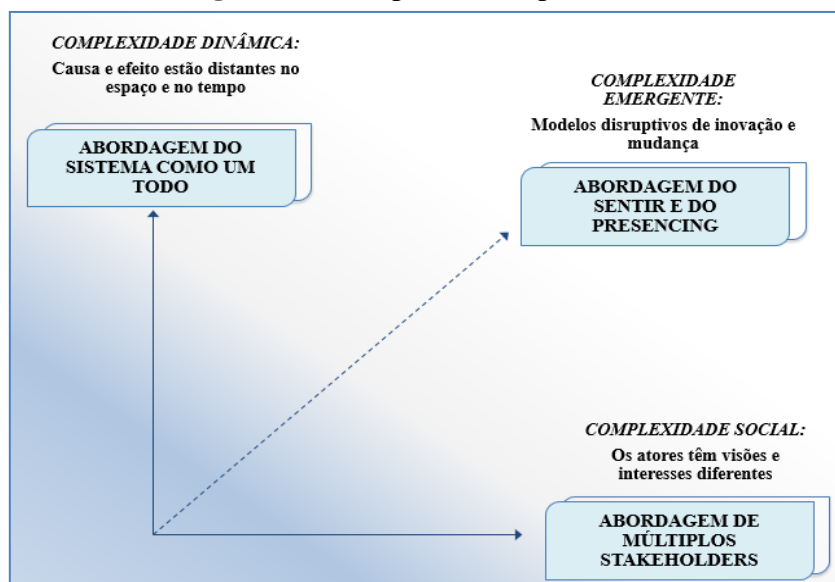 COMPLEXIDADE DINÂMICA:
Causa e efeito estão distantes no
espaço e no tempo
ABORDAGEM DO
SISTEMA COMO UM
TODO
COMPLEXIDADE
EMERGENTE:
Modelos disruptivos de inovação e
mudança
ABORDAGEM DO
SENTIR E DO
PRESENCING
COMPLEXIDADE SOCIAL:
Os atores têm visões e
interesses diferentes
ABORDAGEM DE
MÚLTIPLOS
STAKEHOLDERS